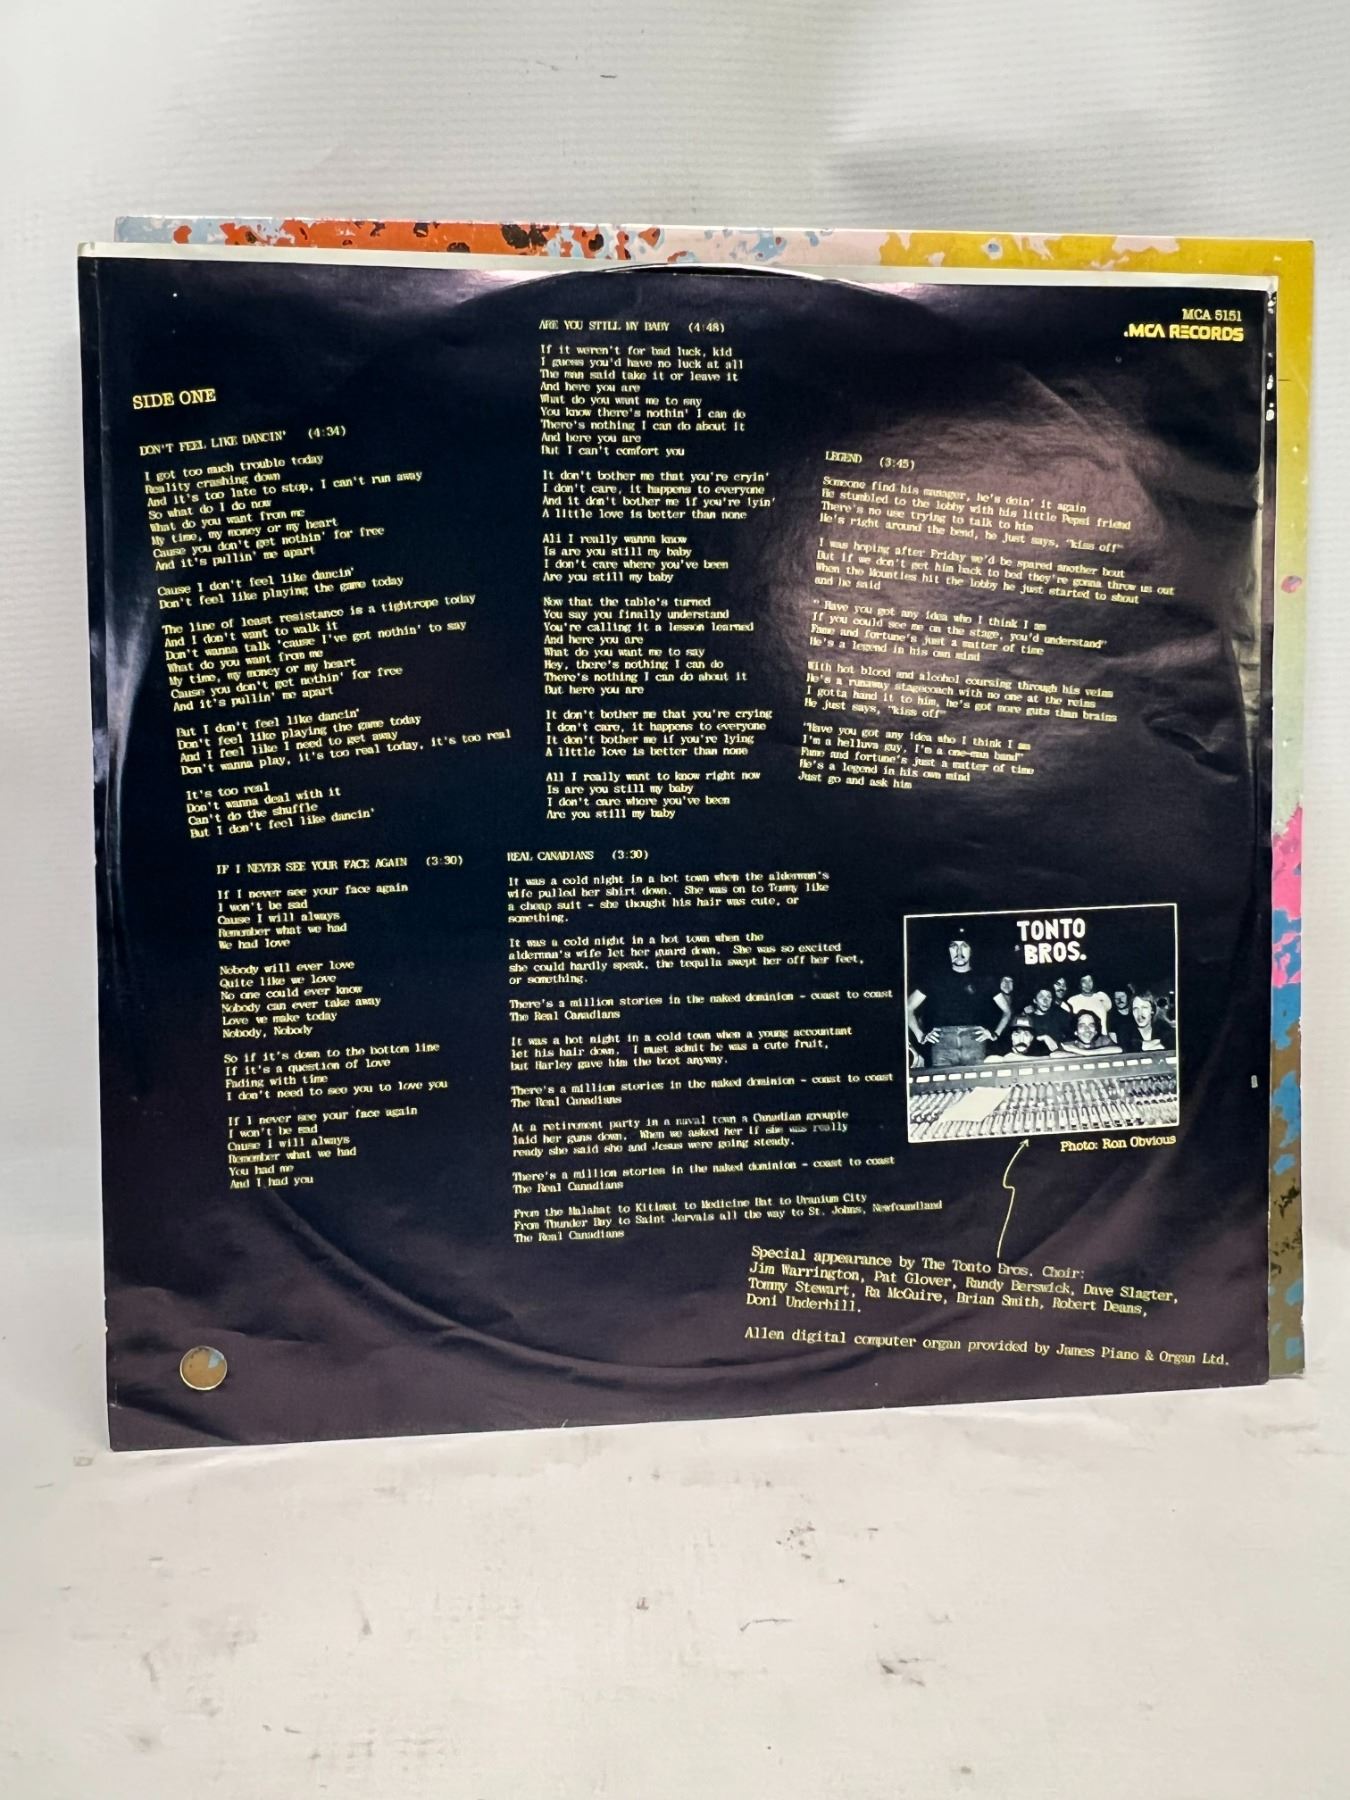 MCA 5151
.MCA RECORDS
SIDE ONE
DON'T FEEL LIKE DANCIN' (4:34)
I got too much trouble today
Reality crashing down
And it's too late to stop, I can't run away
So what do I do now
What do you want from me
My time, my money or my heart
Cause you don't get nothin' for free
And it's pullin' me apart
Cause I don't feel like dancin'
Don't feel like playing the game today
The line of least resistance is a tightrope today
And I don't want to walk it
Don't wanna talk 'cause I've got nothin' to say
What do you want from me
My time, my money or my heart
Cause you don't get nothin' for free
And it's pullin' me apart
But I don't feel like dancin'
Don't feel like playing the game today
And I feel like I need to get away
Don't wanna play, it's too real today, it's too real
It's too real
Don't wanna deal with it
Can't do the shuffle
But I don't feel like dancin'
IF I NEVER SEE YOUR FACE AGAIN (3:30)
If I never see your face again
I won't be sad
Cause I will always
Remember what we had
We had love
Nobody will ever love
Quite like we love
No one could ever know
Nobody can ever take away
Love we make today
Nobody, Nobody
So if it's down to the bottom line
If it's a question of love
Fading with time
I don't need to see you to love you
If I never see your face again
I won't be sad
Cause I will always
Remember what we had
You had me
And I had you
ARE YOU STILL MY BABY (4:48)
If it weren't for bad luck, kid
I guess you'd have no luck at all
The man said take it or leave it
And here you are
What do you want me to say
You know there's nothin' I can do
There's nothing I can do about it
And here you are
But I can't comfort you
It don't bother me that you're cryin'
I don't care, it happens to everyone
And it don't bother me if you're lyin'
A little love is better than none
All I really wanna know
Is are you still my baby
I don't care where you've been
Are you still my baby
Now that the table's turned
You say you finally understand
You're calling it a lesson learned
And here you are
What do you want me to say
Hey, there's nothing I can do
There's nothing I can do about it
But here you are
It don't bother me that you're crying
I don't care, it happens to everyone
It don't bother me if you're lying
A little love is better than none
All I really want to know right now
Is are you still my baby
I don't care where you've been
Are you still my baby
REAL CANADIANS (3:30)
It was a cold night in a hot town when the alderman's
wife pulled her shirt down. She was on to Tommy like
a cheap suit - she thought his hair was cute, or
something.
It was a cold night in a hot town when the
alderman's wife let her guard down. She was so excited
she could hardly speak, the tequila swept her off her feet,
or something.
There's a million stories in the naked dominion - coast to coast
The Real Canadians
It was a hot night in a cold town when a young accountant
let his hair down. I must admit he was a cute fruit,
but Harley gave him the boot anyway.
There's a million stories in the naked dominion - coast to coast
The Real Canadians
At a retirement party in a naval town a Canadian groupie
laid her guns down. When we asked her if she was really
ready she said she and Jesus were going steady.
There's a million stories in the naked dominion - coast to coast
The Real Canadians
From the Malahat to Kitimat to Medicine Hat to Uranium City
From Thunder Bay to Saint Jervais all the way to St. Johns, Newfoundland
The Real Canadians
LEGEND (3:45)
Someone find his manager, he's doin' it again
He stumbled to the lobby with his little Pepsi friend
There's no use trying to talk to him
He's right around the bend, he just says, "kiss off"
I was hoping after Friday we'd be spared another bout
But if we don't get him back to bed they're gonna throw us out
When the Mounties hit the lobby he just started to shout
and he said
" Have you got any idea who I think I am
If you could see me on the stage, you'd understand"
Fame and fortune's just a matter of time
He's a legend in his own mind
With hot blood and alcohol coursing through his veins
He's a runaway stagecoach with no one at the reins
I gotta hand it to him, he's got more guts than brains
He just says, "kiss off"
"Have you got any idea who I think I am
I'm a helluva guy, I'm a one-man band"
Fame and fortune's just a matter of time
He's a legend in his own mind
Just go and ask him
TONTO
BROS.
Photo: Ron Obvious
Special appearance by The Tonto Bros. Choir:
Jim Warrington, Pat Glover, Randy Berswick, Dave Slagter,
Tommy Stewart, Ra McGuire, Brian Smith, Robert Deans,
Doni Underhill.
Allen digital computer organ provided by James Piano & Organ Ltd.